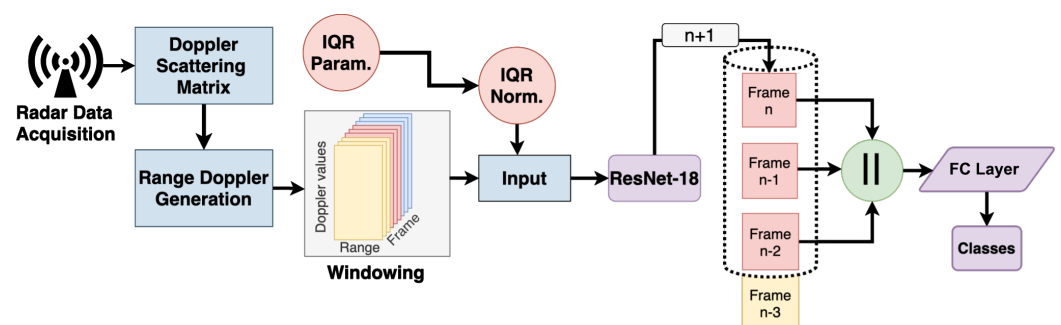 Radar Data
Acquisition
Doppler
Scattering
Matrix
Range Doppler
Generation
IQR
Param.
IQR
Norm.
Doppler values
Range
Frame
Windowing
Input
ResNet-18
n+1
Frame
n
Frame
n-1
Frame
n-2
Frame
n-3
||
FC Layer
Classes